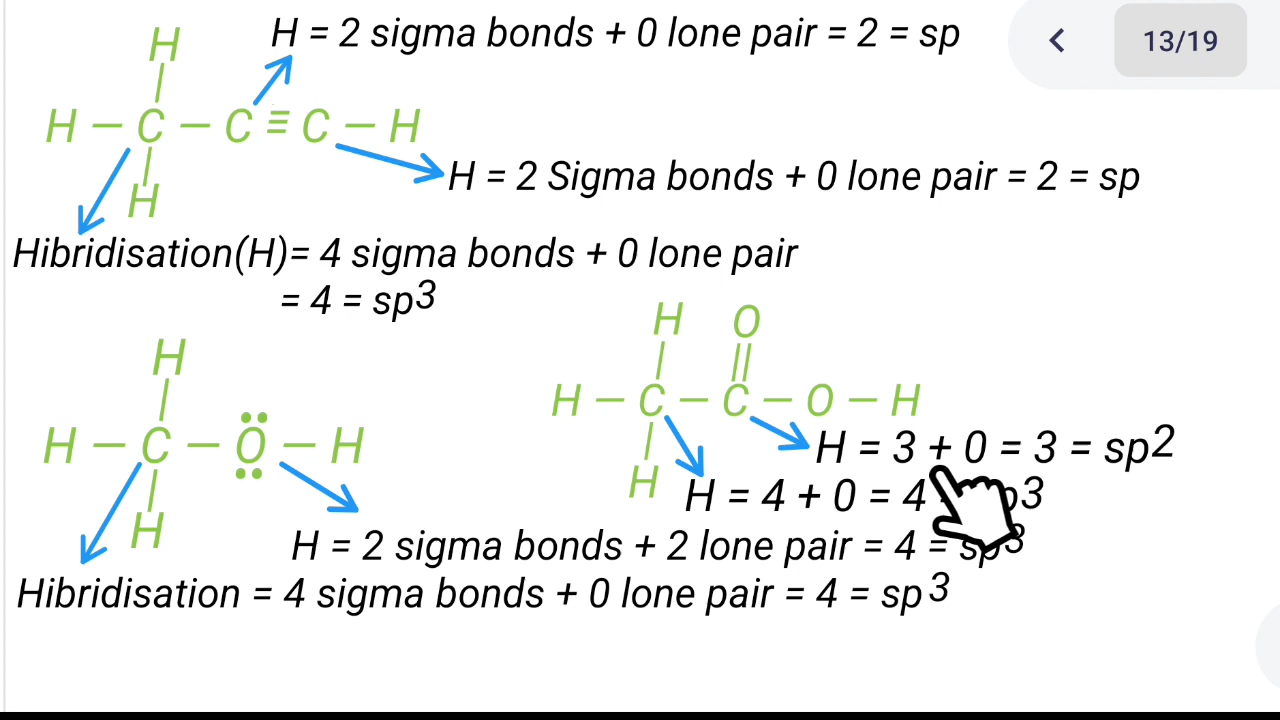 H = 2 sigma bonds + 0 lone pair = 2 = sp
13/19
H
H − C − C ≡ C − H
H
H = 2 Sigma bonds + 0 lone pair = 2 = sp
Hibridisation(H)= 4 sigma bonds + 0 lone pair
= 4 = sp3
H
H − C − O − H
H
H O
H − C − C − O − H
H
H = 3 + 0 = 3 = sp2
H = 4 + 0 = 4
H = 2 sigma bonds + 2 lone pair = 4 = sp3
Hibridisation = 4 sigma bonds + 0 lone pair = 4 = sp3